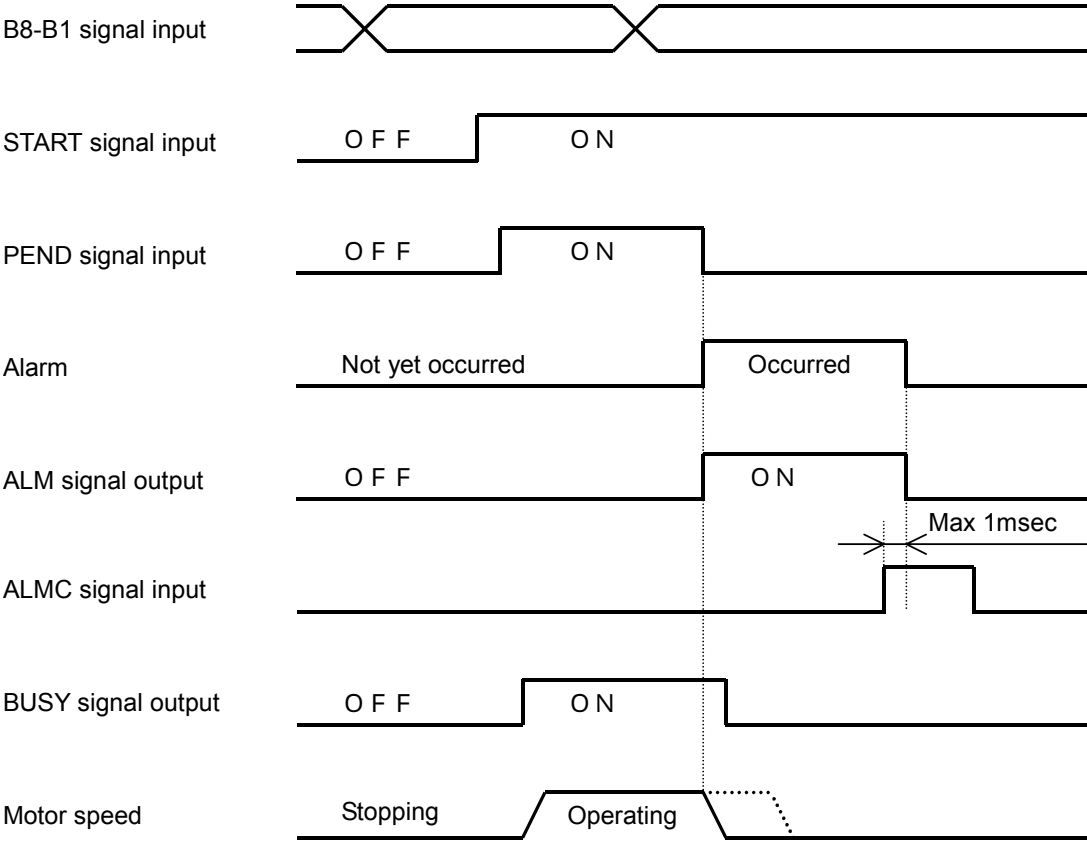 B8-B1 signal input
START signal input OFF ON
PEND signal input OFF ON
Alarm Not yet occurred Occurred
ALM signal output OFF ON
Max 1msec
ALMC signal input
BUSY signal output OFF ON
Motor speed Stopping Operating